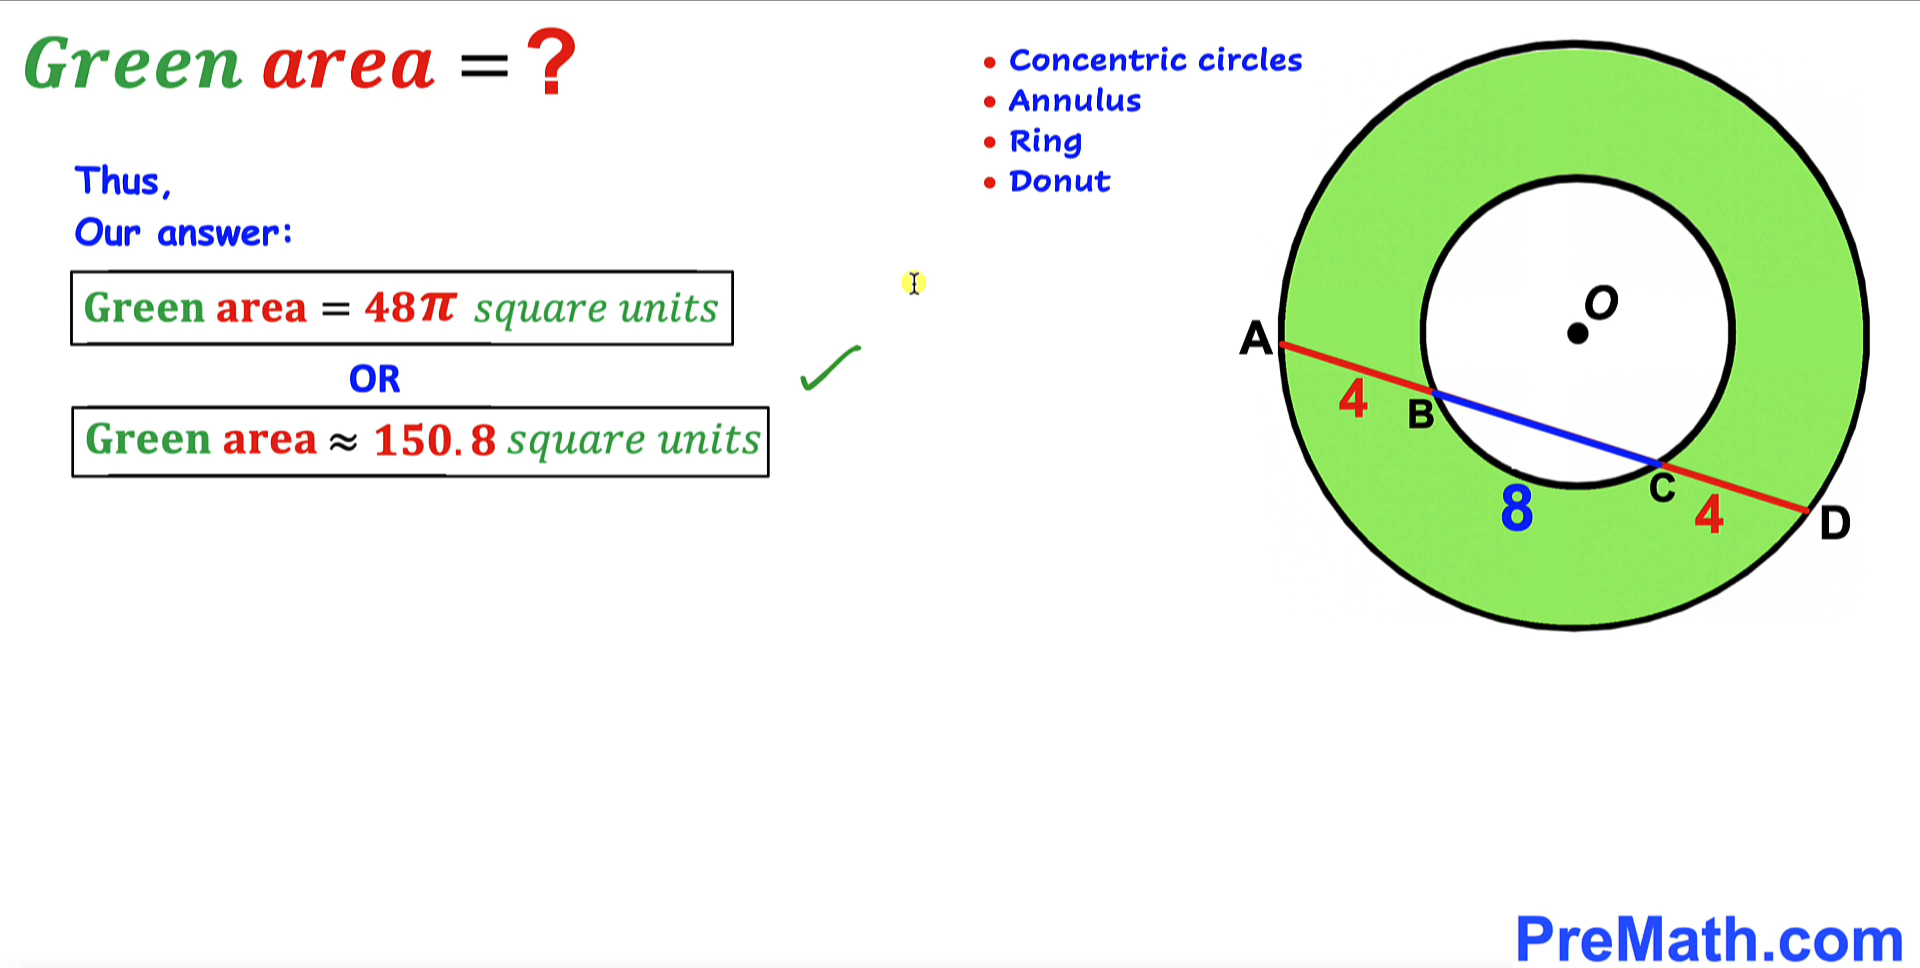 Green area = ?
• Concentric circles
• Annulus
• Ring
• Donut
Thus,
Our answer:
Green area = 48π square units
OR
Green area ≈ 150.8 square units
O
A
4
B
8
C
4
D
PreMath.com